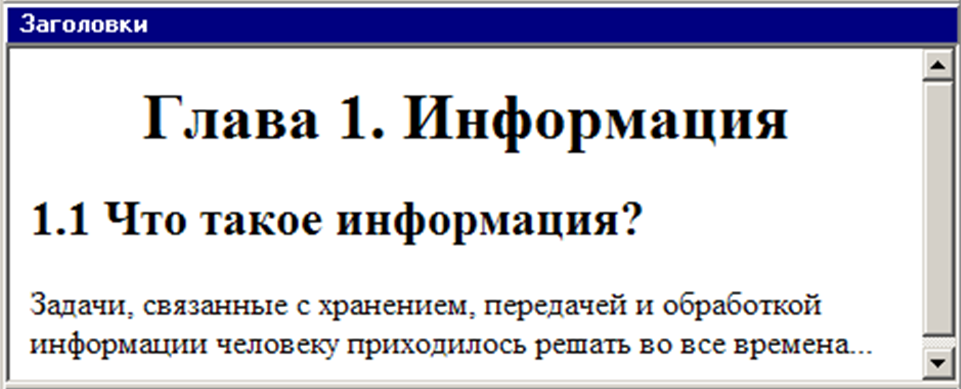 Заголовки
Глава 1. Информация
1.1 Что такое информация?
Задачи, связанные с хранением, передачей и обработкой
информации человеку приходилось решать во все времена...